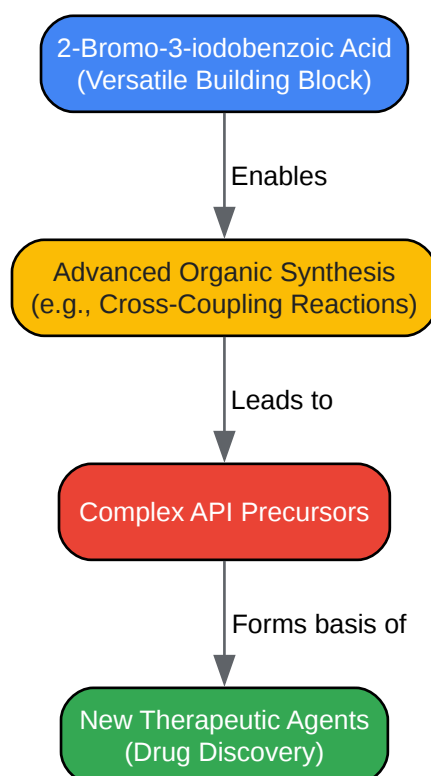 2-Bromo-3-iodobenzoic Acid
(Versatile Building Block)
Enables
Advanced Organic Synthesis
(e.g., Cross-Coupling Reactions)
Leads to
Complex API Precursors
Forms basis of
New Therapeutic Agents
(Drug Discovery)